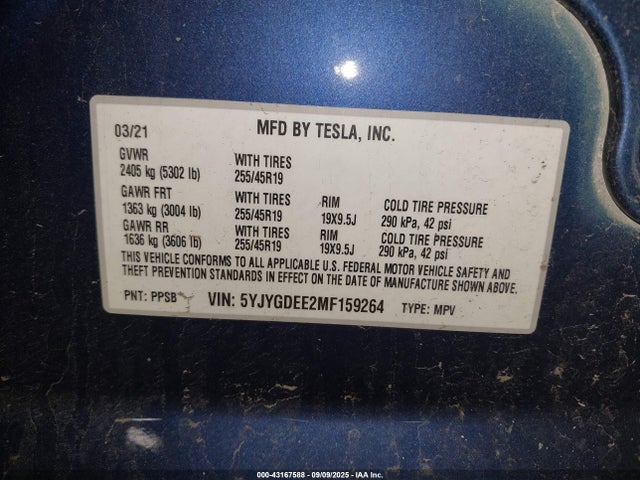 03/21 MFD BY TESLA, INC.
GVWR WITH TIRES
2405 kg (5302 lb) 255/45R19
GAWR FRT WITH TIRES RIM COLD TIRE PRESSURE
1363 kg (3004 lb) 255/45R19 19X9.5J 290 kPa, 42 psi
GAWR RR WITH TIRES RIM COLD TIRE PRESSURE
1636 kg (3606 lb) 255/45R19 19X9.5J 290 kPa, 42 psi
THIS VEHICLE CONFORMS TO ALL APPLICABLE U.S. FEDERAL MOTOR VEHICLE SAFETY AND
THEFT PREVENTION STANDARDS IN EFFECT ON THE DATE OF MANUFACTURE SHOWN ABOVE.
PNT: PPSB VIN: 5YJYGDEE2MF159264 TYPE: MPV
000-43167588 - 09/09/2025 - IAA Inc.